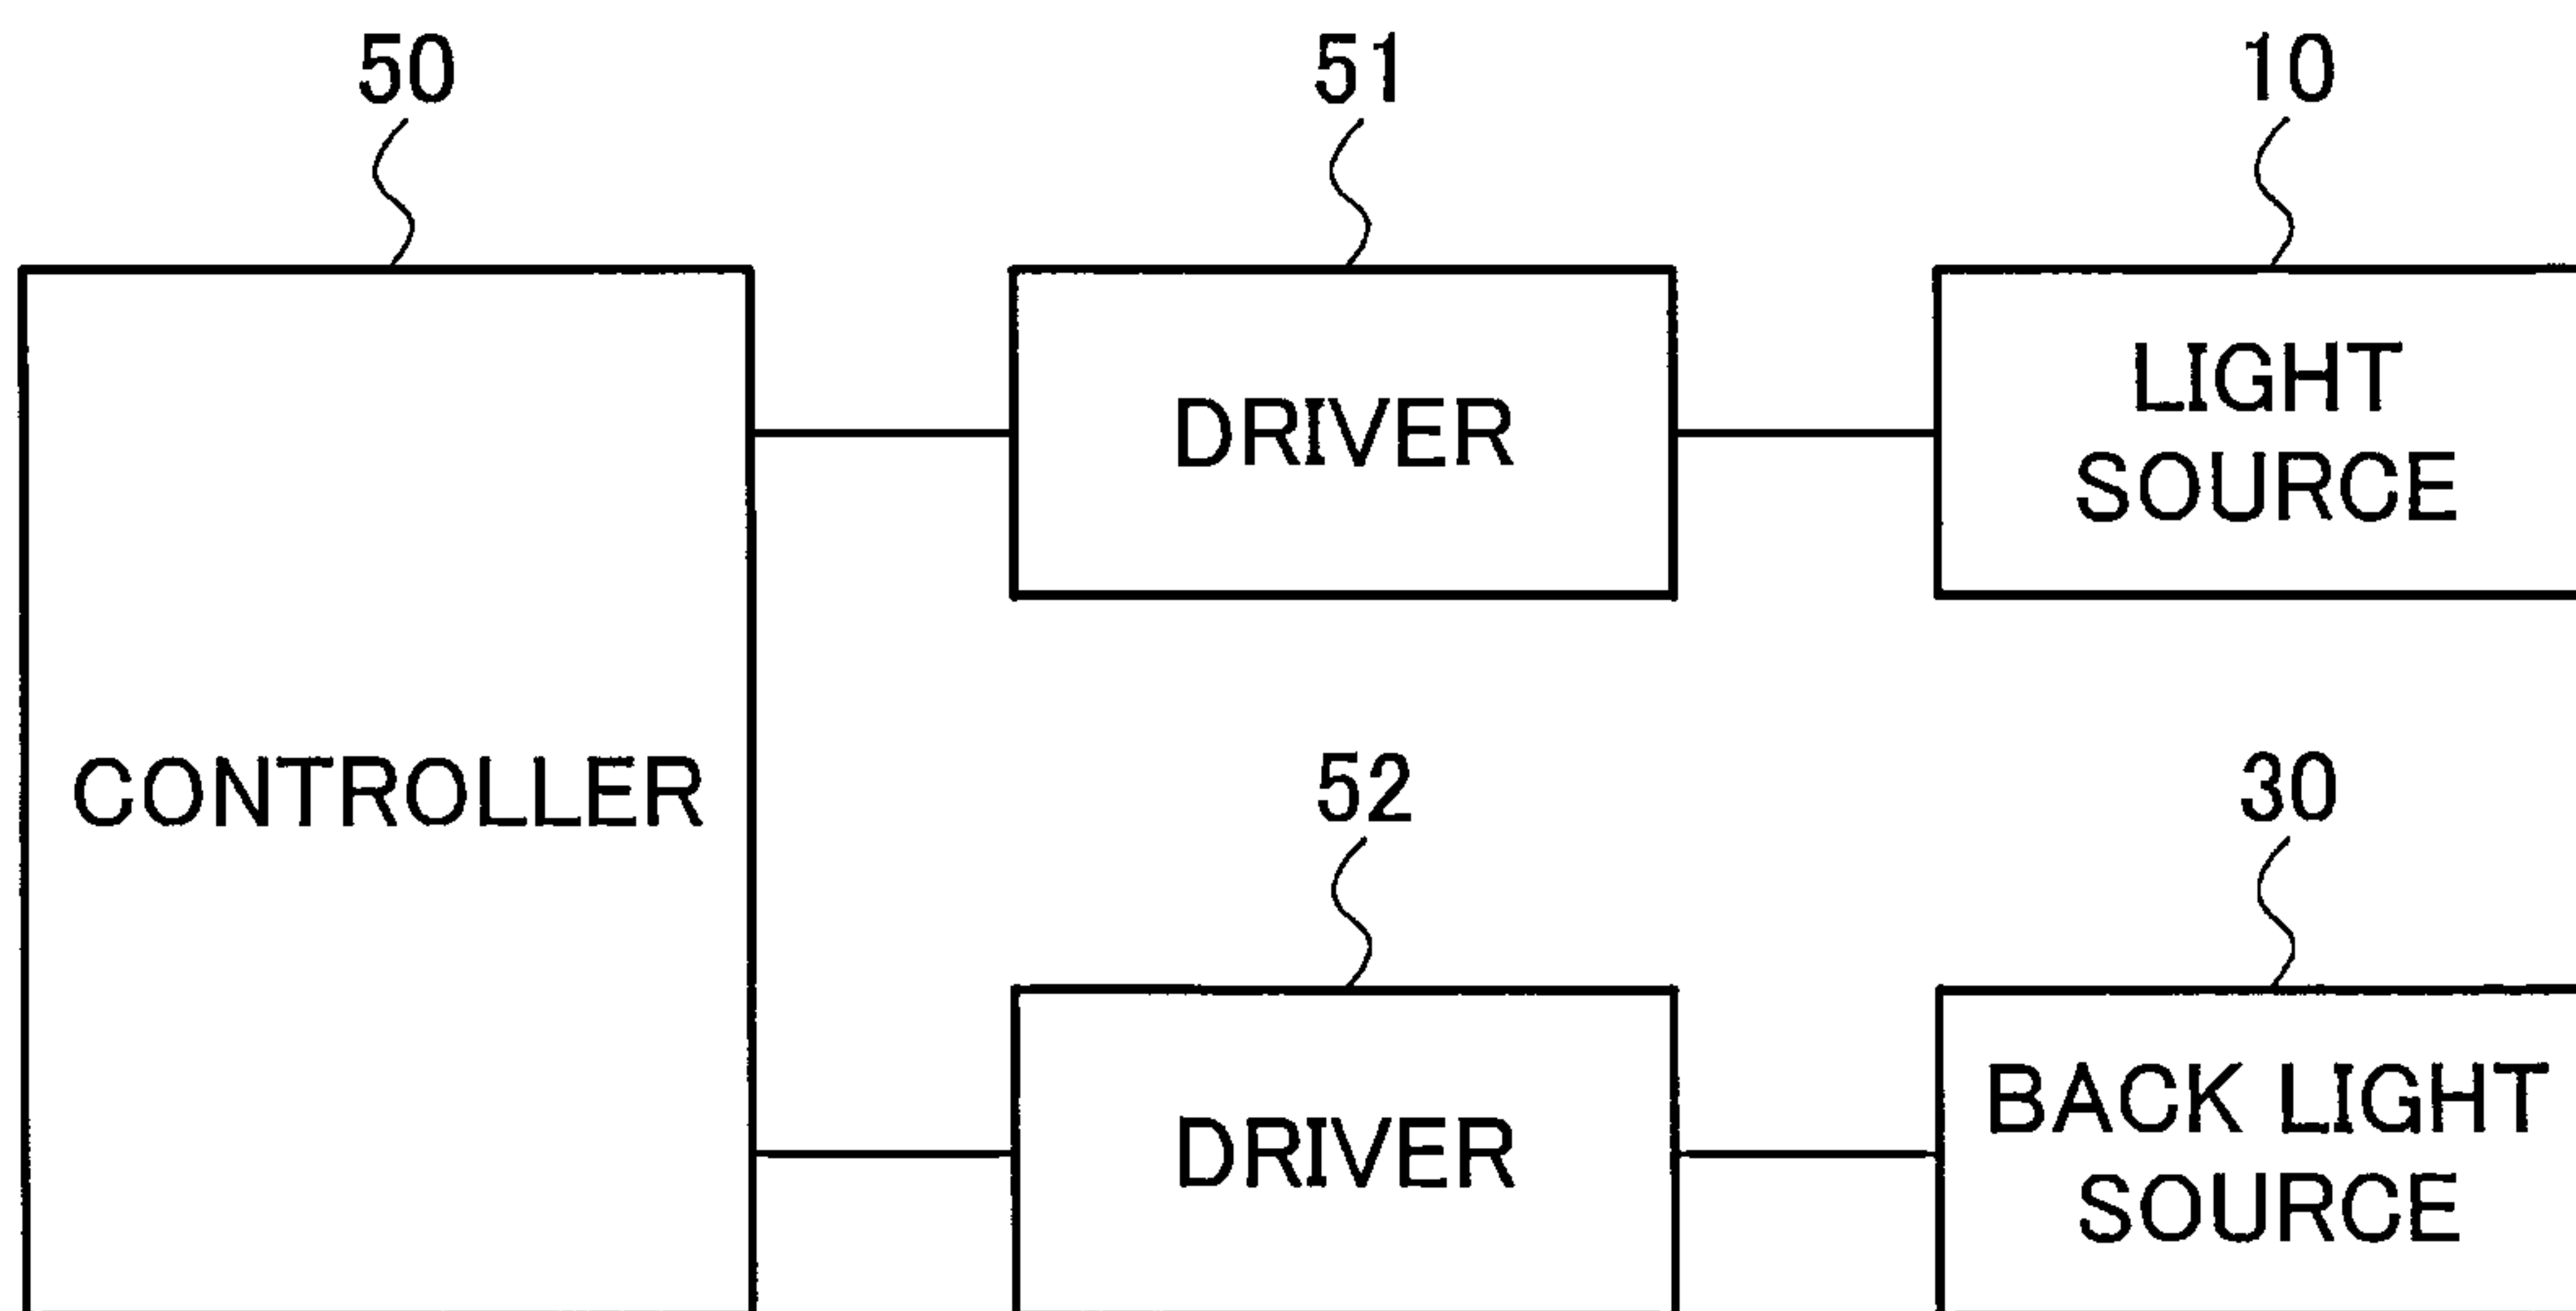 50
51
10
LIGHT
SOURCE
DRIVER
CONTROLLER
52
30
DRIVER
BACK LIGHT
SOURCE